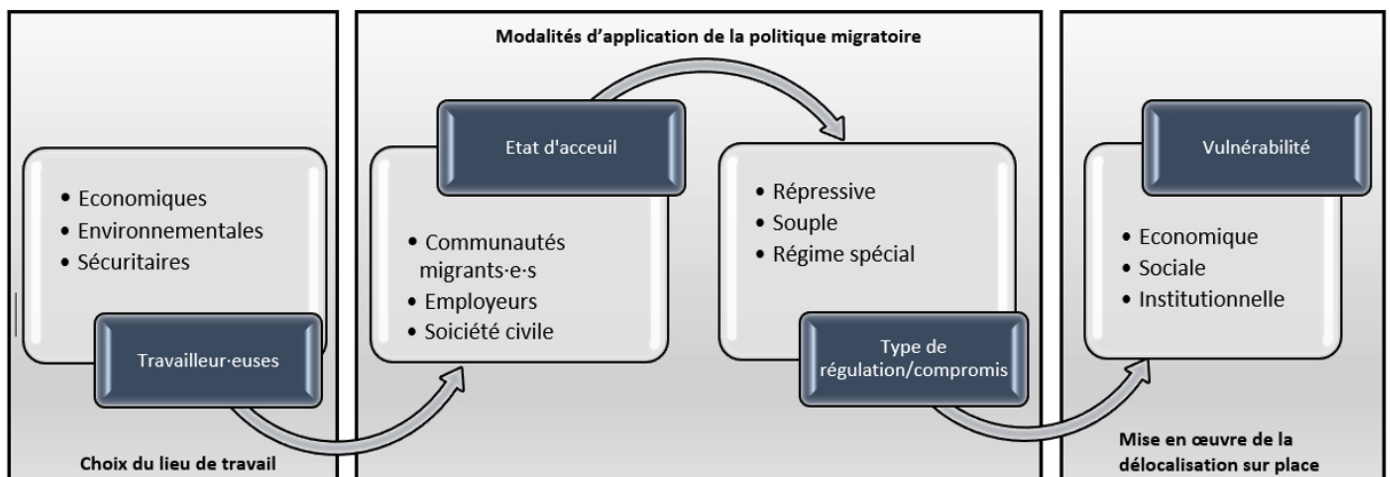 Modalités d’application de la politique migratoire
• Economiques
• Environnementales
• Sécuritaires
Travailleur·euses
Choix du lieu de travail
Etat d'acceuil
• Communautés
migrants·e·s
• Employeurs
• Soiciété civile
• Répressive
• Souple
• Régime spécial
Type de
régulation/compromis
Vulnérabilité
• Economique
• Sociale
• Institutionnelle
Mise en œuvre de la
délocalisation sur place